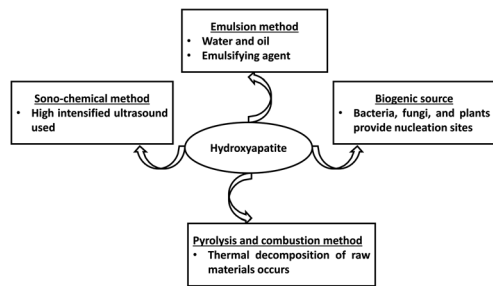 Emulsion method
• Water and oil
• Emulsifying agent
Sono-chemical method
• High intensified ultrasound
used
Biogenic source
• Bacteria, fungi, and plants
provide nucleation sites
Hydroxyapatite
Pyrolysis and combustion method
• Thermal decomposition of raw
materials occurs